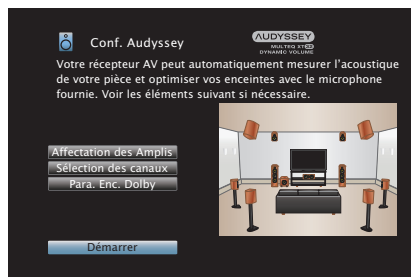 Conf. Audyssey
AUDYSSEY
MULTEQ XT32
DYNAMIC VOLUME
Votre récepteur AV peut automatiquement mesurer l'acoustique
de votre pièce et optimiser vos enceintes avec le microphone
fournie. Voir les éléments suivant si nécessaire.
Affectation des Amplis
Sélection des canaux
Para. Enc. Dolby
Démarrer